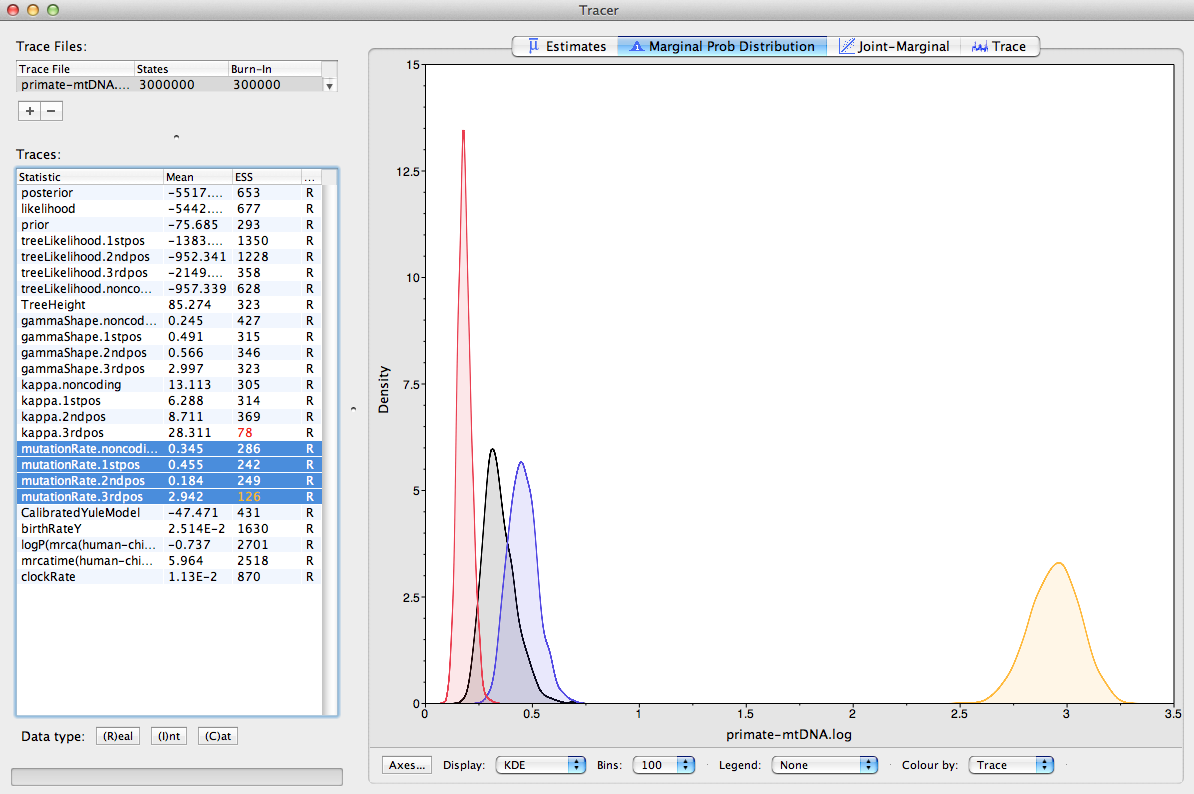 Tracer
Trace Files:
Trace File States Burn-In
primate-mtDNA.... 3000000 300000
+ −
Traces:
Statistic Mean ESS ...
posterior −5517.... 653 R
likelihood −5442.... 677 R
prior −75.685 293 R
treeLikelihood.1stpos −1383.... 1350 R
treeLikelihood.2ndpos −952.341 1228 R
treeLikelihood.3rdpos −2149.... 358 R
treeLikelihood.nonco... −957.339 628 R
TreeHeight 85.274 323 R
gammaShape.noncod... 0.245 427 R
gammaShape.1stpos 0.491 315 R
gammaShape.2ndpos 0.566 346 R
gammaShape.3rdpos 2.997 323 R
kappa.noncoding 13.113 305 R
kappa.1stpos 6.288 314 R
kappa.2ndpos 8.711 369 R
kappa.3rdpos 28.311 78 R
mutationRate.noncodi... 0.345 286 R
mutationRate.1stpos 0.455 242 R
mutationRate.2ndpos 0.184 249 R
mutationRate.3rdpos 2.942 126 R
CalibratedYuleModel −47.471 431 R
birthRateY 2.514E-2 1630 R
logP(mrca(human-chi... −0.737 2701 R
mrcatime(human-chi... 5.964 2518 R
clockRate 1.13E-2 870 R
Data type: (R)eal (I)nt (C)at
Estimates Marginal Prob Distribution Joint-Marginal Trace
15
12.5
10
7.5
5
2.5
0
Density
0 0.5 1 1.5 2 2.5 3 3.5
primate-mtDNA.log
Axes... Display: KDE Bins: 100 Legend: None Colour by: Trace